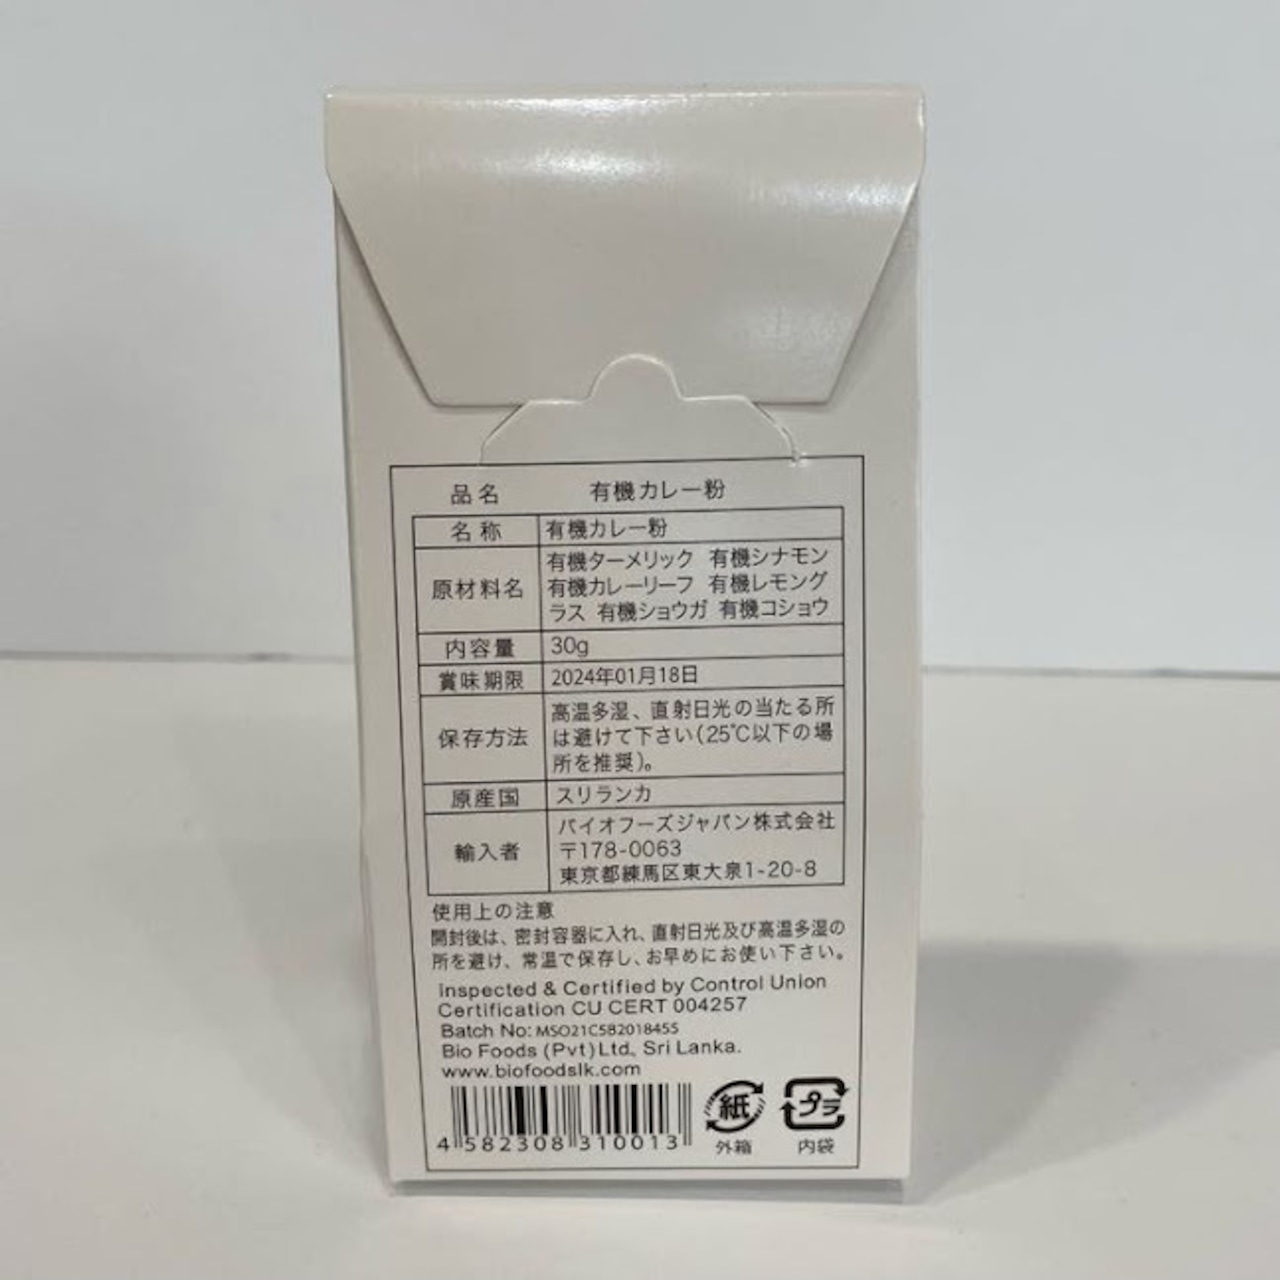 品名 有機カレー粉
名称 有機カレー粉
原材料名 有機ターメリック 有機シナモン
有機カレーリーフ 有機レモング
ラス 有機ショウガ 有機コショウ
内容量 30g
賞味期限 2024年01月18日
保存方法 高温多湿、直射日光の当たる所
は避けて下さい(25℃以下の場
所を推奨)。
原産国 スリランカ
輸入者 バイオフーズジャパン株式会社
〒178-0063
東京都練馬区東大泉1-20-8
使用上の注意
開封後は、密封容器に入れ、直射日光及び高温多湿の
所を避け、常温で保存し、お早めにお使い下さい。
Inspected & Certified by Control Union
Certification CU CERT 004257
Batch No: MSO21C582018455
Bio Foods (Pvt) Ltd, Sri Lanka.
www.biofoodslk.com
4 582308 310013
紙 プラ
外箱 内袋